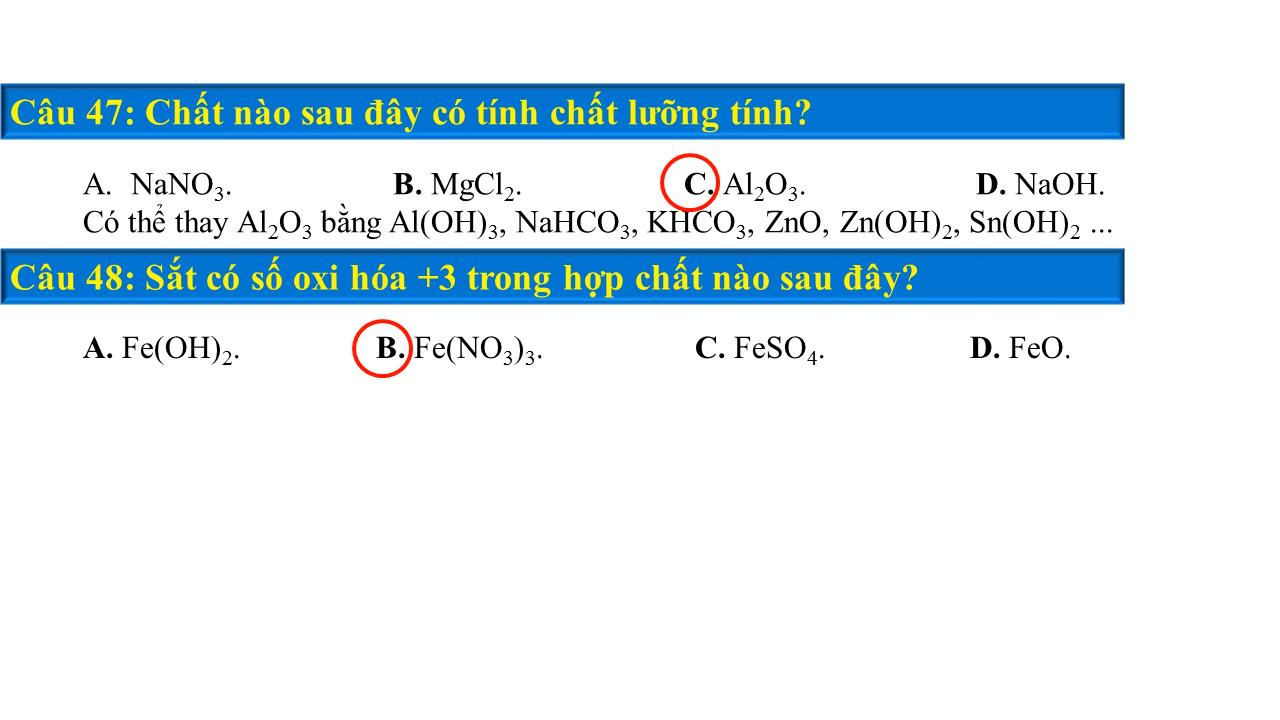 Câu 47: Chất nào sau đây có tính chất lưỡng tính?
A. NaNO₃. B. MgCl₂. C. Al₂O₃. D. NaOH.
Có thể thay Al₂O₃ bằng Al(OH)₃, NaHCO₃, KHCO₃, ZnO, Zn(OH)₂, Sn(OH)₂ ...
Câu 48: Sắt có số oxi hóa +3 trong hợp chất nào sau đây?
A. Fe(OH)₂. B. Fe(NO₃)₃. C. FeSO₄. D. FeO.